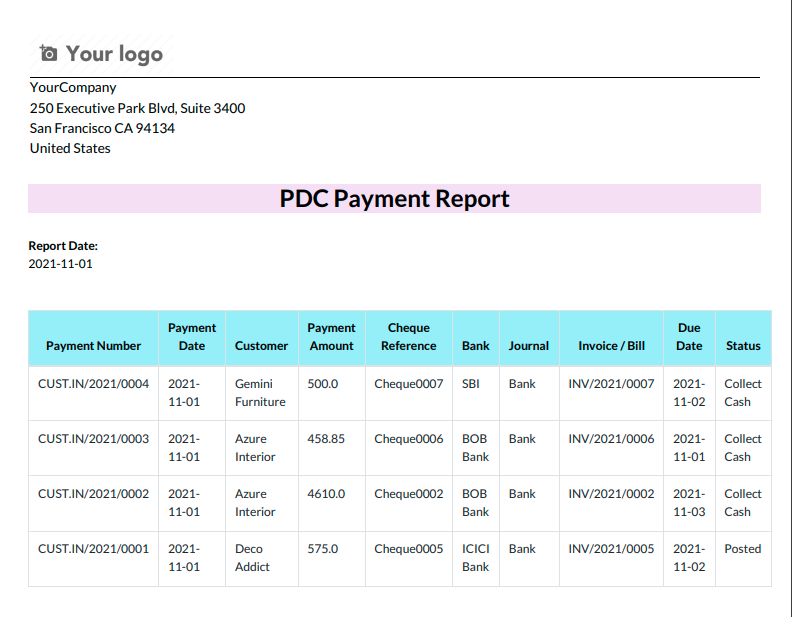 Your logo
YourCompany
250 Executive Park Blvd, Suite 3400
San Francisco CA 94134
United States
PDC Payment Report
Report Date:
2021-11-01
Payment Number Payment Date Customer Payment Amount Cheque Reference Bank Journal Invoice / Bill Due Date Status
CUST.IN/2021/0004 2021-11-01 Gemini Furniture 500.0 Cheque0007 SBI Bank INV/2021/0007 2021-11-02 Collect Cash
CUST.IN/2021/0003 2021-11-01 Azure Interior 458.85 Cheque0006 BOB Bank Bank INV/2021/0006 2021-11-01 Collect Cash
CUST.IN/2021/0002 2021-11-01 Azure Interior 4610.0 Cheque0002 BOB Bank Bank INV/2021/0002 2021-11-03 Collect Cash
CUST.IN/2021/0001 2021-11-01 Deco Addict 575.0 Cheque0005 ICICI Bank Bank INV/2021/0005 2021-11-02 Posted